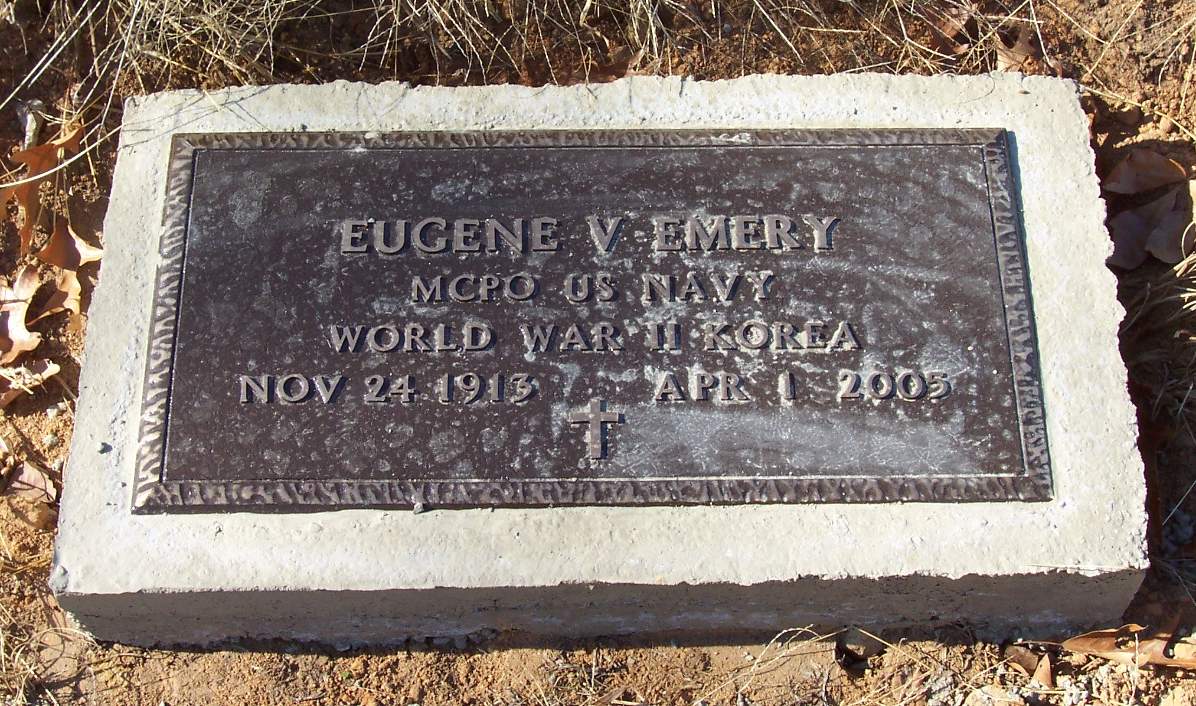 EUGENE V EMERY
MCPO US NAVY
WORLD WAR II KOREA
NOV 24 1913 APR 1 2005